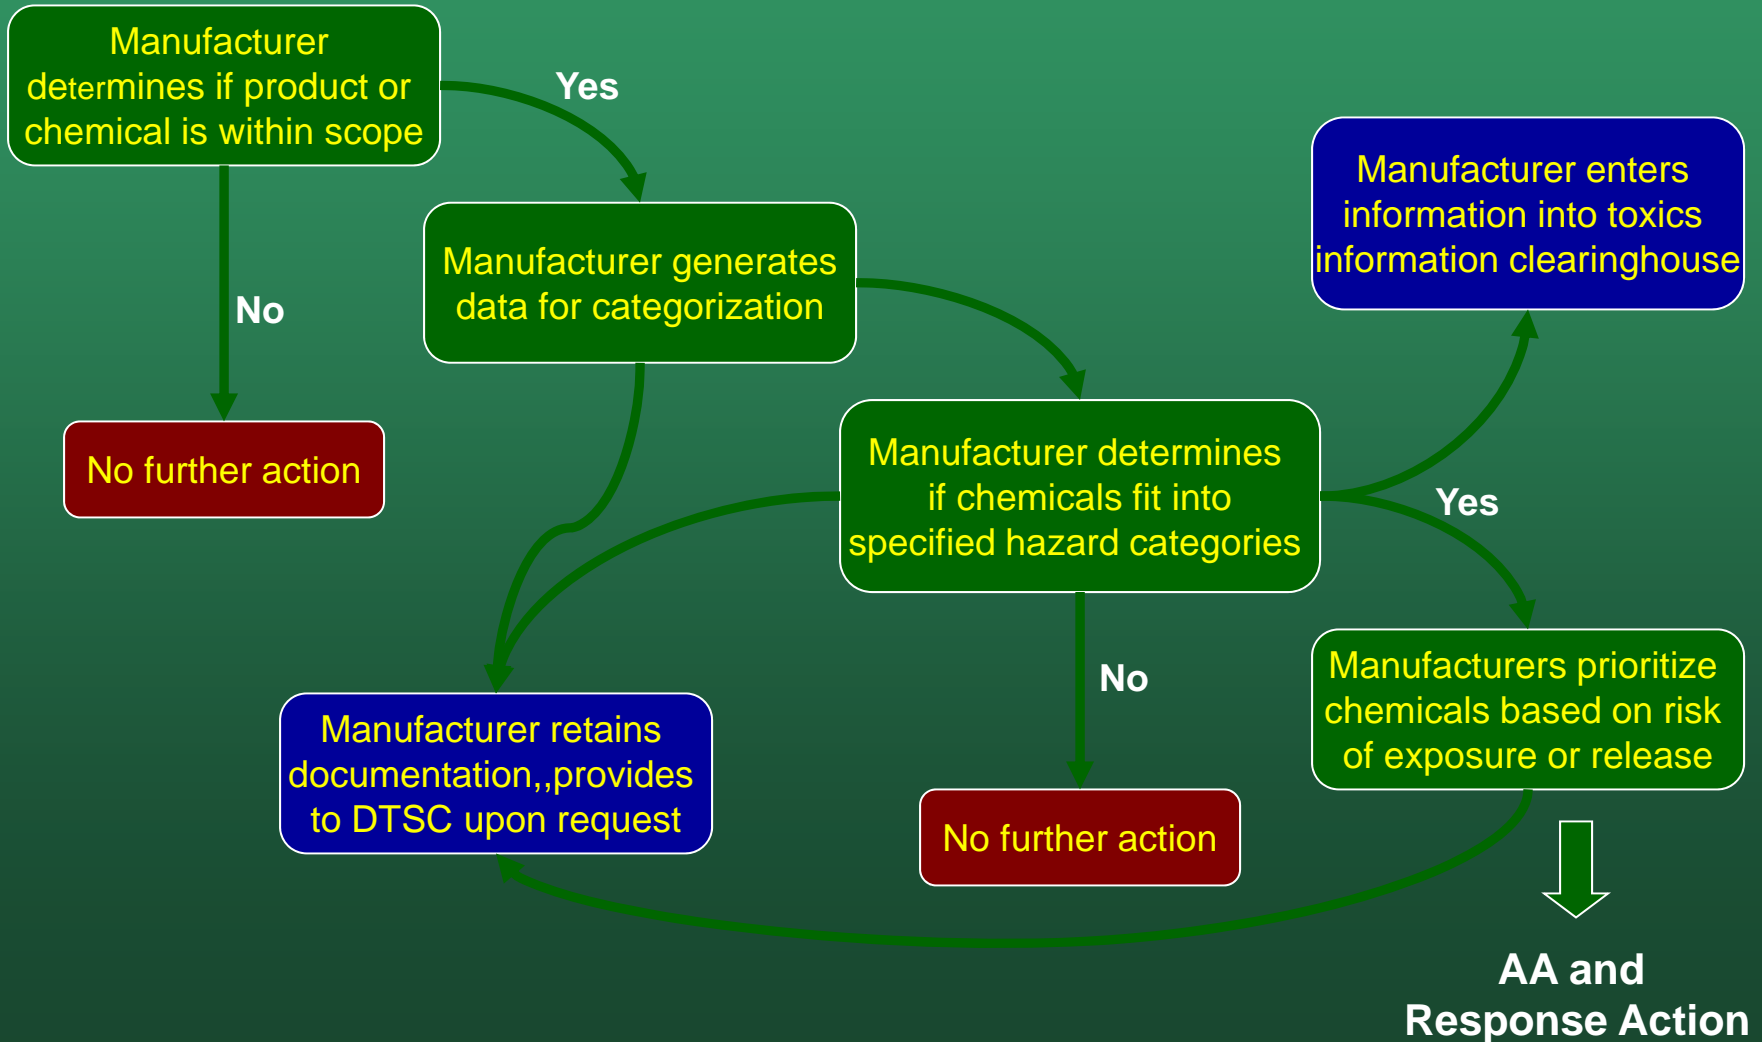 Manufacturer
determines if product or
chemical is within scope
Yes
No
No further action
Manufacturer generates
data for categorization
Manufacturer determines
if chemicals fit into
specified hazard categories
Manufacturer enters
information into toxics
information clearinghouse
Yes
No
No further action
Manufacturers prioritize
chemicals based on risk
of exposure or release
Manufacturer retains
documentation,,provides
to DTSC upon request
AA and
Response Action